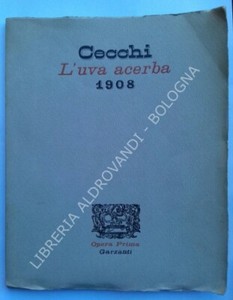 Cecchi
L'uva acerba
1908
LIBRERIA ALDROVANDI - BOLOGNA
Opera Prima
Garzanti